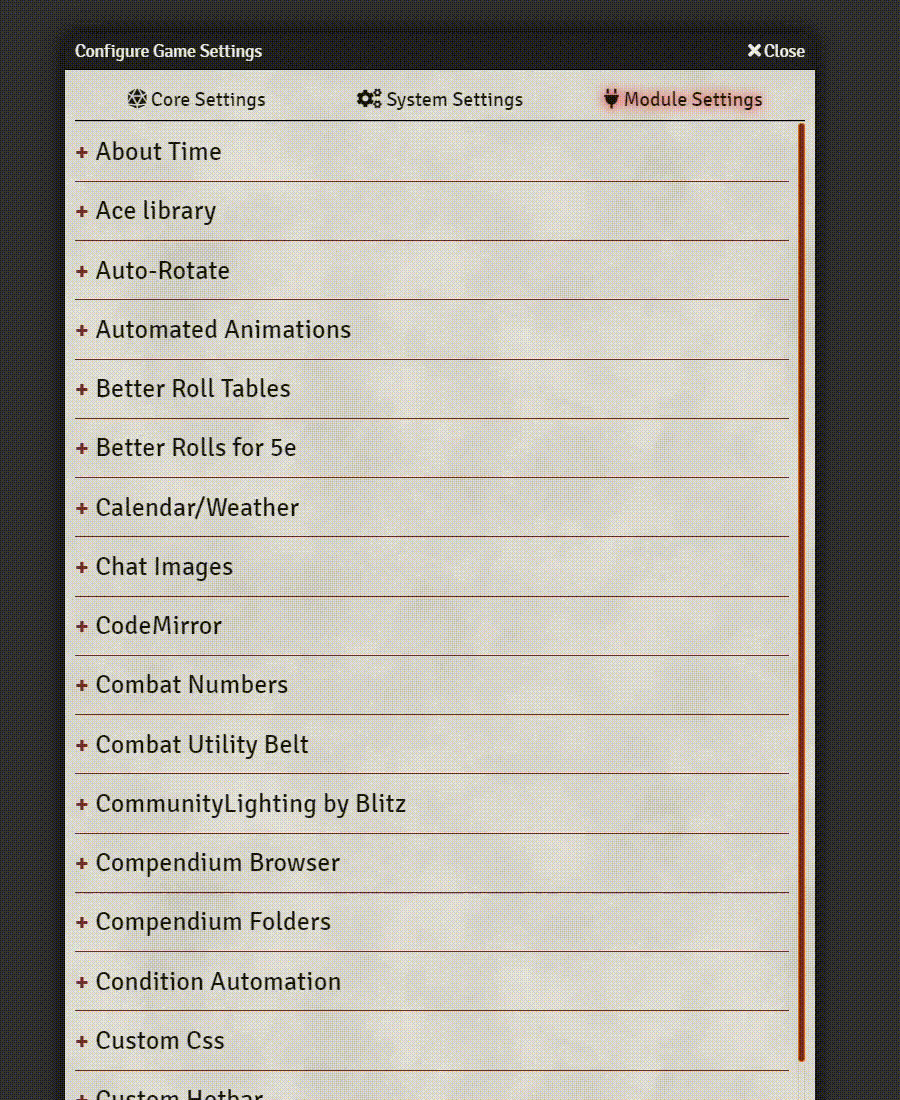 Configure Game Settings
Close
Core Settings
System Settings
Module Settings
+ About Time
+ Ace library
+ Auto-Rotate
+ Automated Animations
+ Better Roll Tables
+ Better Rolls for 5e
+ Calendar/Weather
+ Chat Images
+ CodeMirror
+ Combat Numbers
+ Combat Utility Belt
+ CommunityLighting by Blitz
+ Compendium Browser
+ Compendium Folders
+ Condition Automation
+ Custom Css
Custom Hotbar